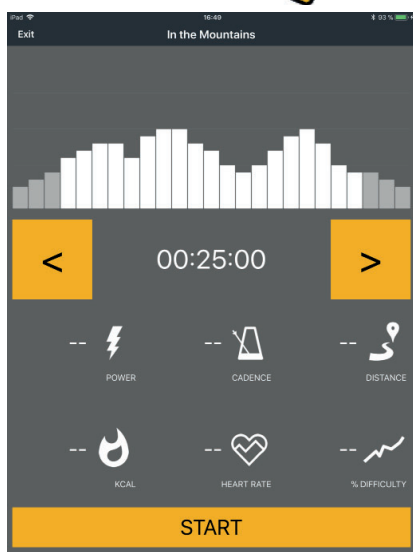 iPad 16:49 93 %
Exit In the Mountains
< 00:25:00 >
-- -- --
POWER CADENCE DISTANCE
-- -- --
KCAL HEART RATE % DIFFICULTY
START